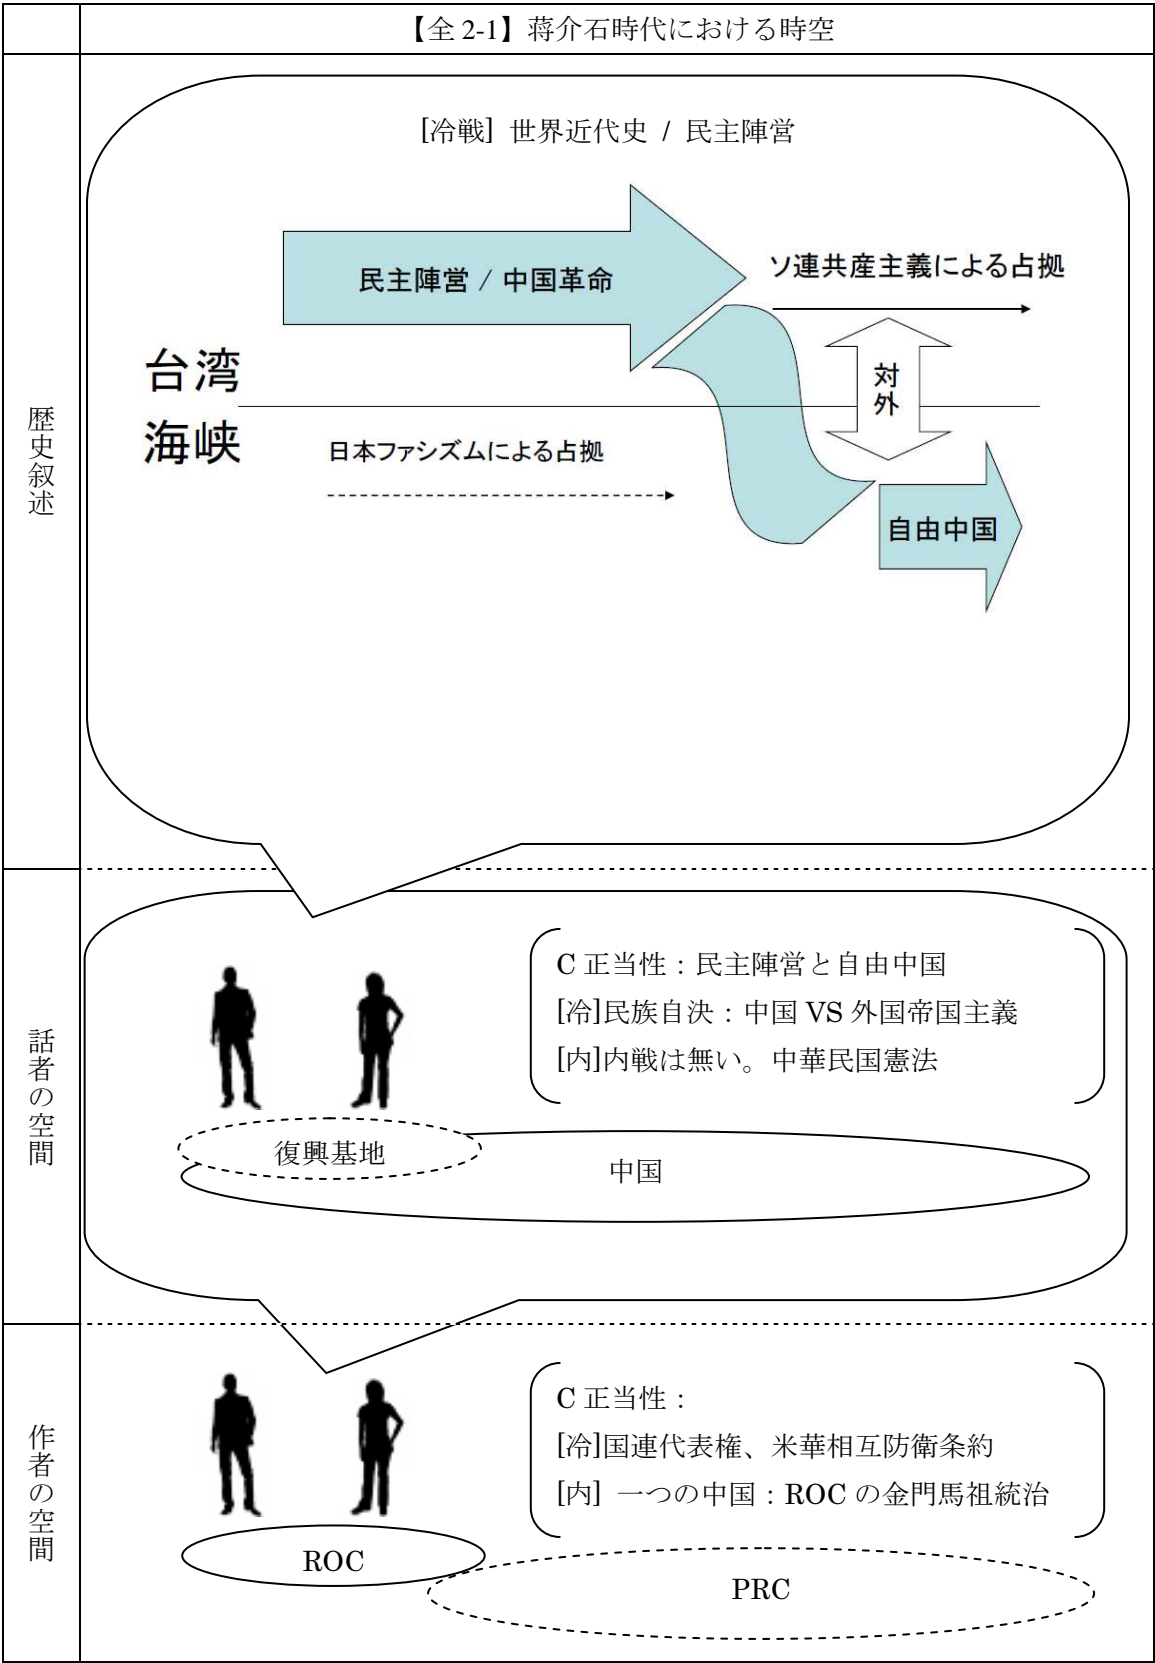 【全 2-1】蒋介石時代における時空
歴史叙述
[冷戦] 世界近代史 / 民主陣営
民主陣営 / 中国革命
ソ連共産主義による占拠
台湾
海峡
対外
日本ファシズムによる占拠
自由中国
話者の空間
C 正当性：民主陣営と自由中国
[冷]民族自決：中国 VS 外国帝国主義
[内]内戦は無い。中華民国憲法
復興基地
中国
作者の空間
C 正当性：
[冷]国連代表権、米華相互防衛条約
[内] 一つの中国：ROC の金門馬祖統治
ROC
PRC